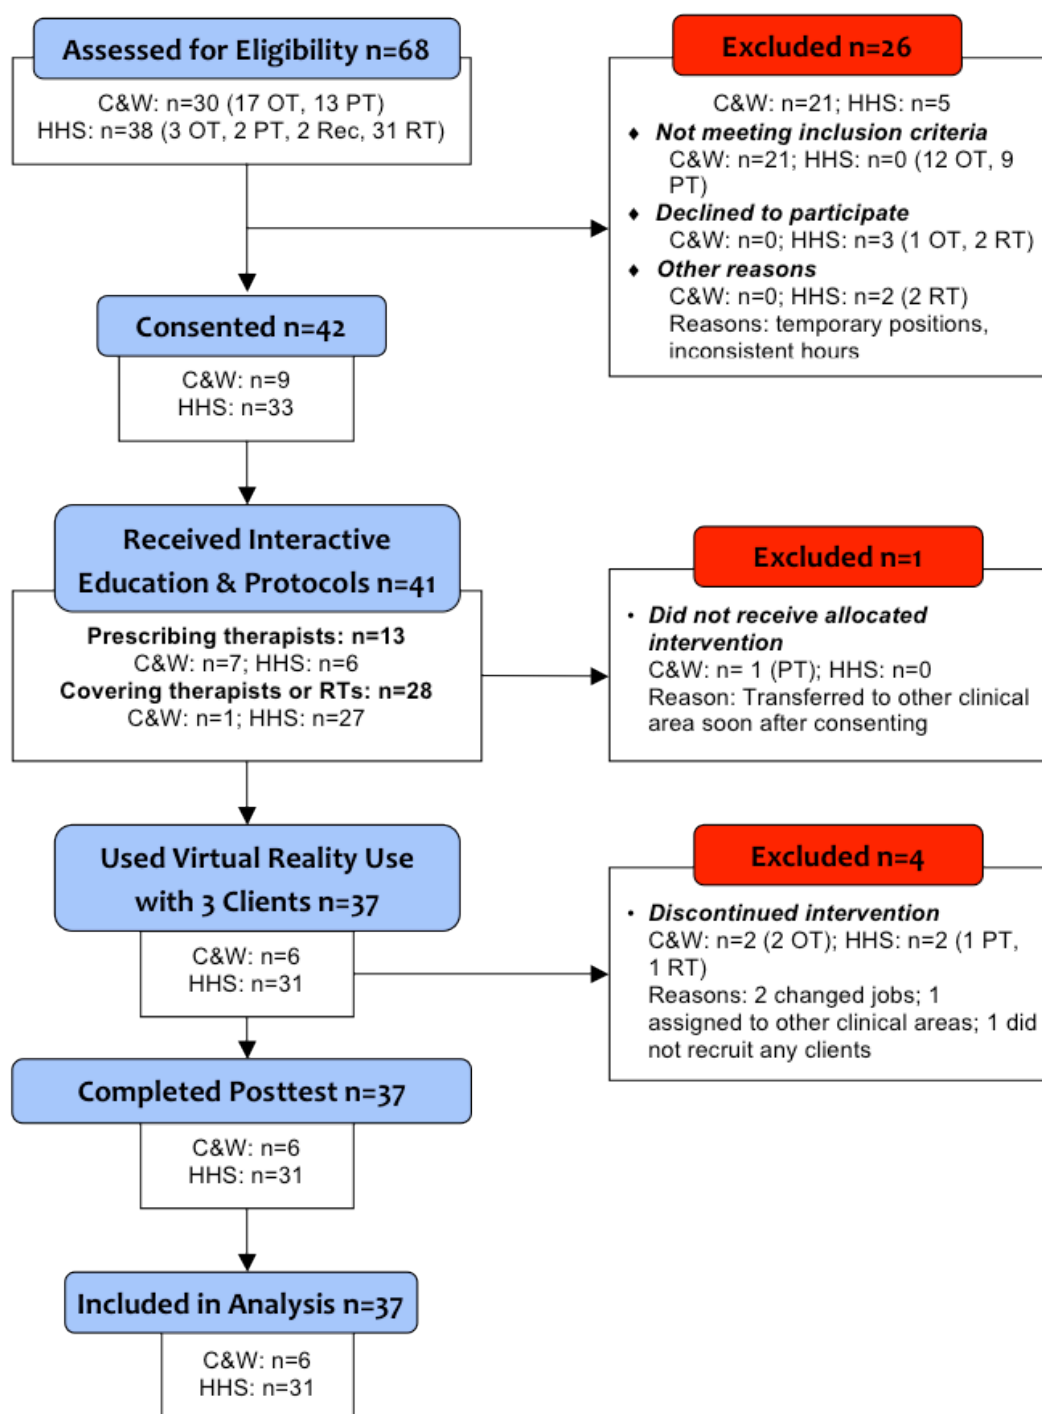 Assessed for Eligibility n=68
C&W: n=30 (17 OT, 13 PT)
HHS: n=38 (3 OT, 2 PT, 2 Rec, 31 RT)
Excluded n=26
C&W: n=21; HHS: n=5
♦ Not meeting inclusion criteria
C&W: n=21; HHS: n=0 (12 OT, 9
PT)
♦ Declined to participate
C&W: n=0; HHS: n=3 (1 OT, 2 RT)
♦ Other reasons
C&W: n=0; HHS: n=2 (2 RT)
Reasons: temporary positions,
inconsistent hours
Consented n=42
C&W: n=9
HHS: n=33
Received Interactive
Education & Protocols n=41
Prescribing therapists: n=13
C&W: n=7; HHS: n=6
Covering therapists or RTs: n=28
C&W: n=1; HHS: n=27
Excluded n=1
• Did not receive allocated
intervention
C&W: n= 1 (PT); HHS: n=0
Reason: Transferred to other clinical
area soon after consenting
Used Virtual Reality Use
with 3 Clients n=37
C&W: n=6
HHS: n=31
Excluded n=4
• Discontinued intervention
C&W: n=2 (2 OT); HHS: n=2 (1 PT,
1 RT)
Reasons: 2 changed jobs; 1
assigned to other clinical areas; 1 did
not recruit any clients
Completed Posttest n=37
C&W: n=6
HHS: n=31
Included in Analysis n=37
C&W: n=6
HHS: n=31